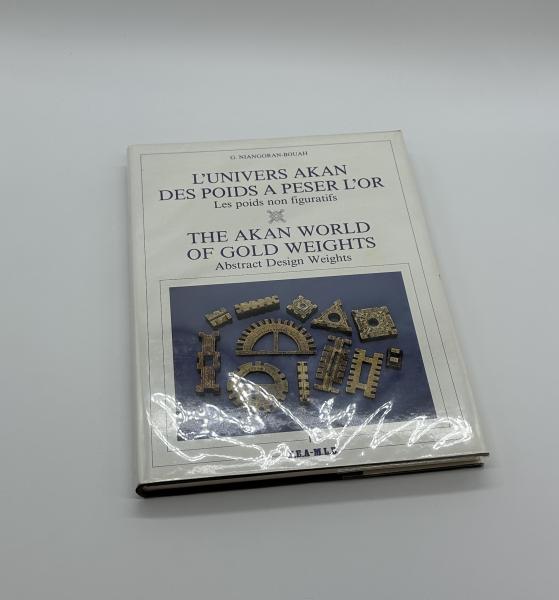 G. NIANGORAN-BOUAH
L'UNIVERS AKAN
DES POIDS A PESER L'OR
Les poids non figuratifs
THE AKAN WORLD
OF GOLD WEIGHTS
Abstract Design Weights